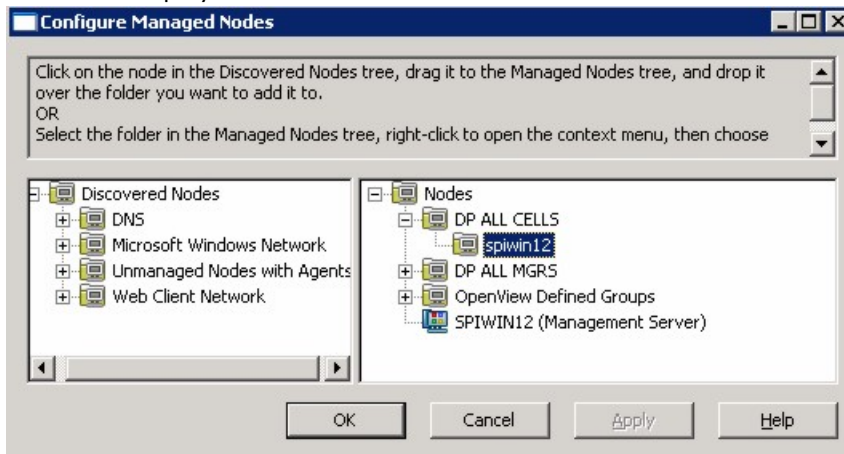 Configure Managed Nodes
Click on the node in the Discovered Nodes tree, drag it to the Managed Nodes tree, and drop it
over the folder you want to add it to.
OR
Select the folder in the Managed Nodes tree, right-click to open the context menu, then choose
Discovered Nodes
DNS
Microsoft Windows Network
Unmanaged Nodes with Agents
Web Client Network
Nodes
DP ALL CELLS
spiwin12
DP ALL MGRS
OpenView Defined Groups
SPIWIN12 (Management Server)
OK
Cancel
Apply
Help